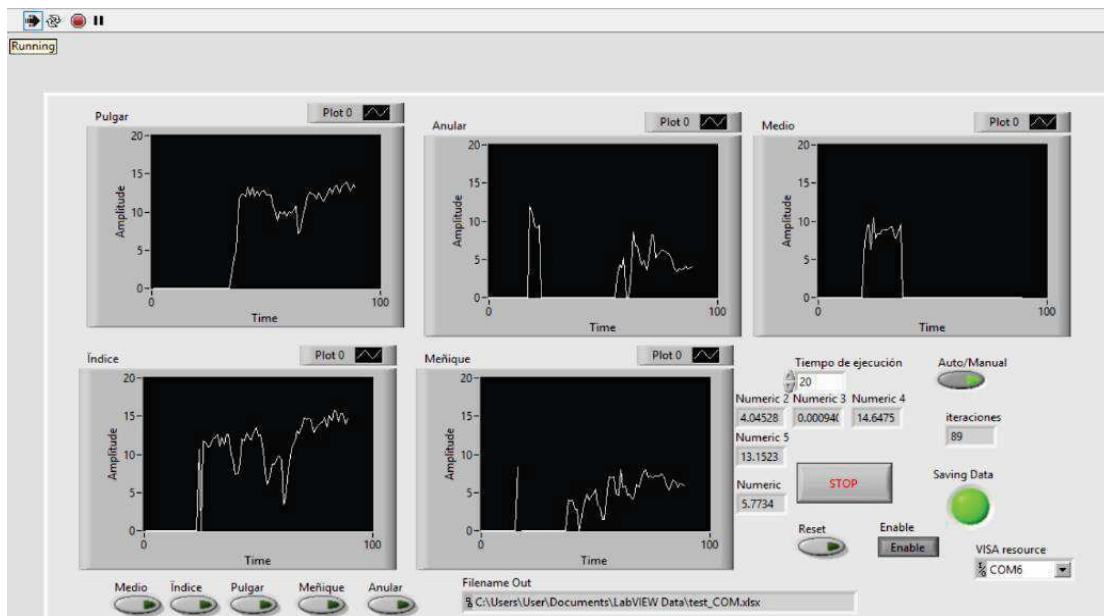 Running
Pulgar
Plot 0
Amplitude
20
15
10
5
0
0
100
Time
Anular
Plot 0
Amplitude
20
15
10
5
0
0
100
Time
Medio
Plot 0
Amplitude
20
15
10
5
0
0
100
Time
Índice
Plot 0
Amplitude
20
15
10
5
0
0
100
Time
Meñique
Plot 0
Amplitude
20
15
10
5
0
0
100
Time
Tiempo de ejecución
20
Auto/Manual
Numeric 2 Numeric 3 Numeric 4
4.04528 0.00094( 14.6475
iteraciones
89
Numeric 5
13.1523
Numeric
5.7734
STOP
Saving Data
Reset
Enable
Enable
VISA resource
COM6
Medio Índice Pulgar Meñique Anular
Filename Out
C:\Users\User\Documents\LabVIEW Data\test_COM.xlsx